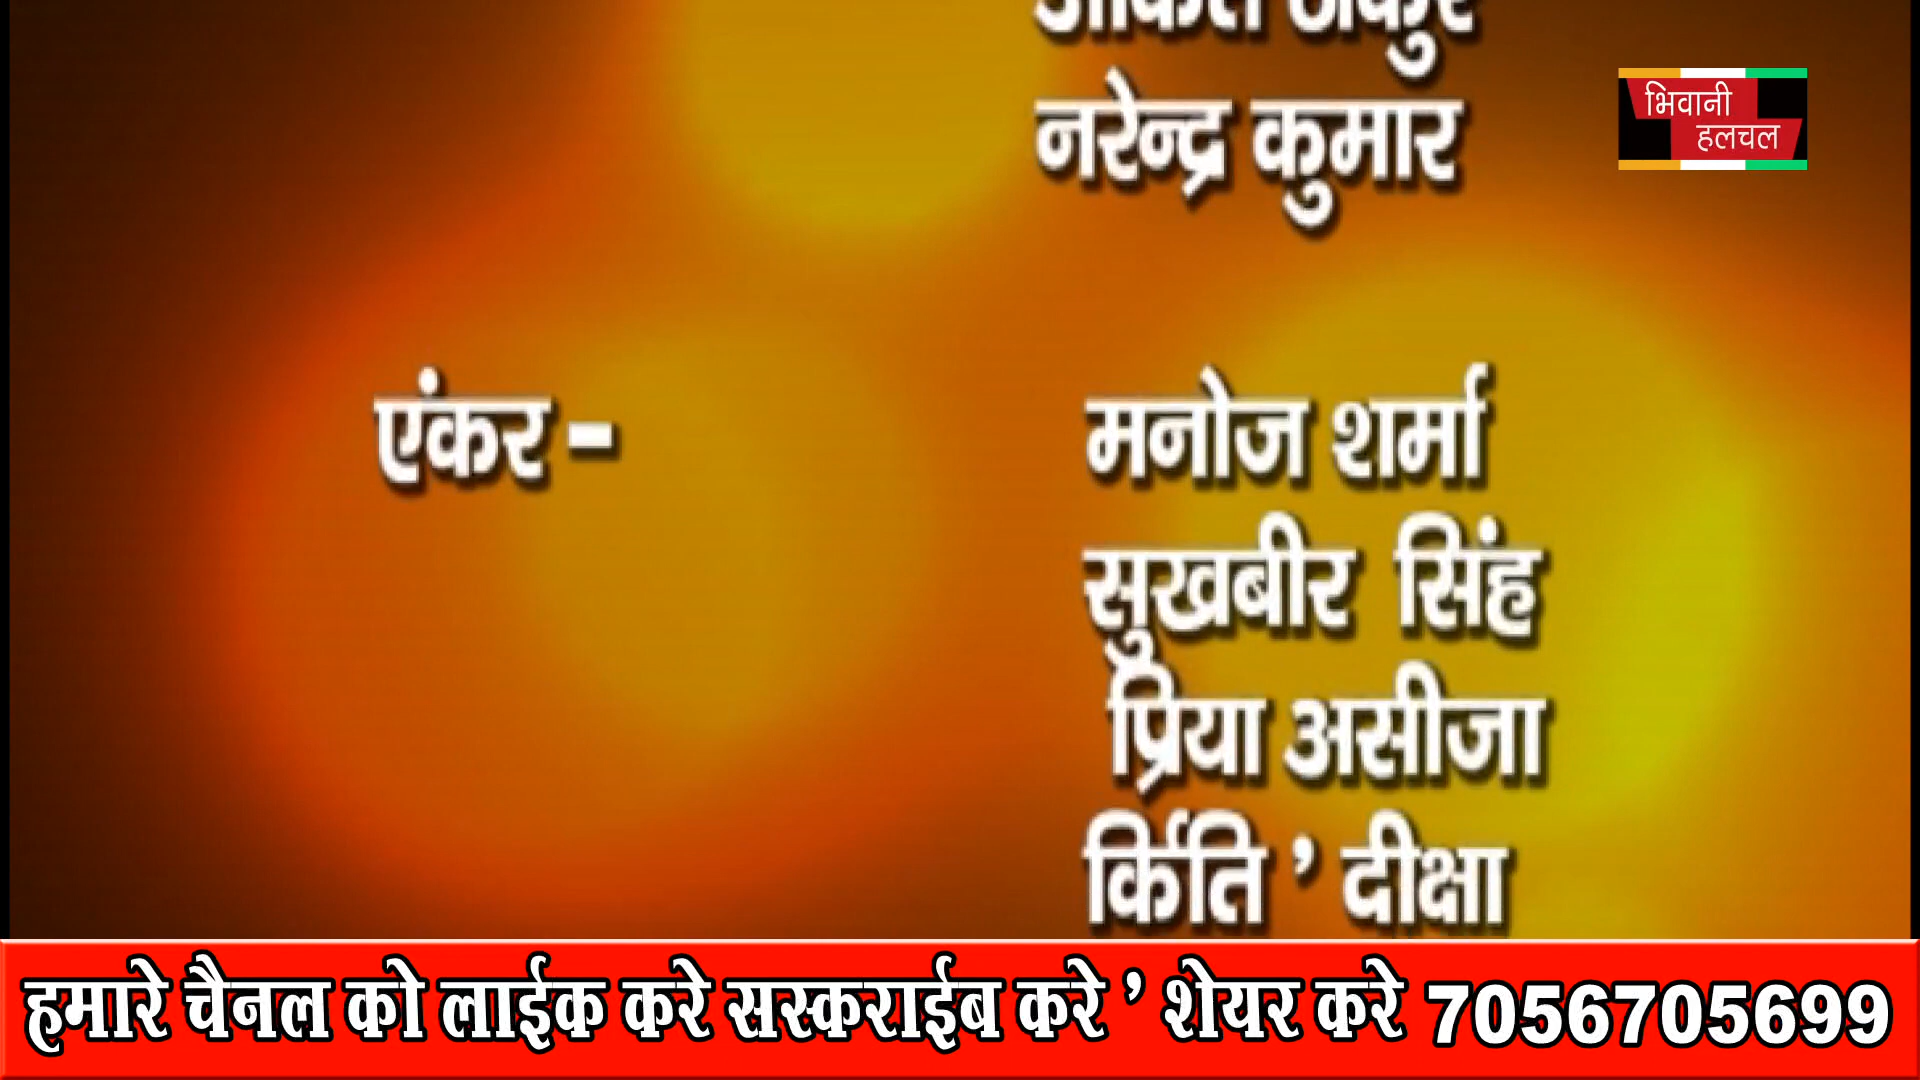 ठाकुर
नरेन्द्र कुमार
भिवानी
हलचल
एंकर - मनोज शर्मा
सुखबीर सिंह
प्रिया असीजा
र्किति ’ दीक्षा
हमारे चैनल को लाईक करे सस्कराईब करे ’ शेयर करे 7056705699